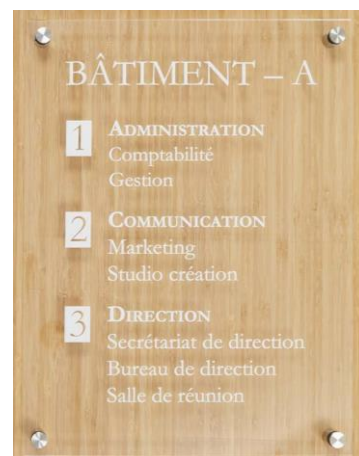 BÂTIMENT – A
1 ADMINISTRATION
Comptabilité
Gestion
2 COMMUNICATION
Marketing
Studio création
3 DIRECTION
Secrétariat de direction
Bureau de direction
Salle de réunion